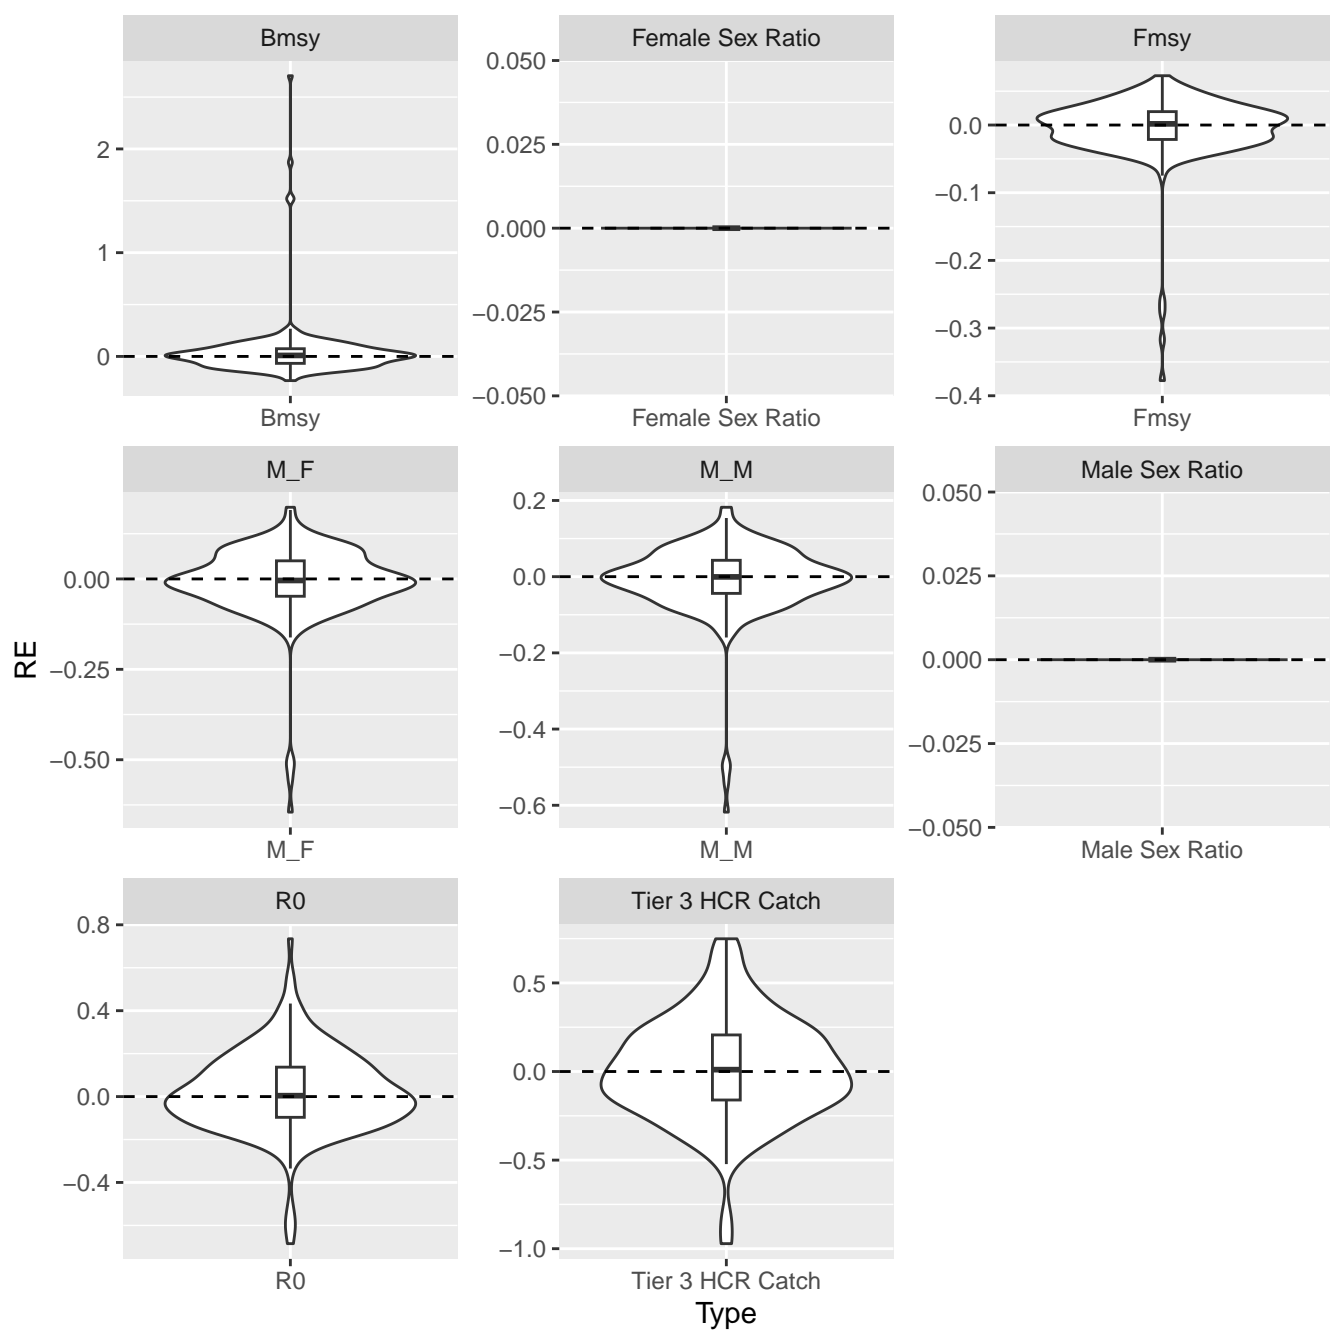 Bmsy
Female Sex Ratio
Fmsy
2
1
0
0.050
0.025
0.000
−0.025
−0.050
0.0
−0.1
−0.2
−0.3
−0.4
Bmsy
Female Sex Ratio
Fmsy
M_F
M_M
Male Sex Ratio
RE
0.00
−0.25
−0.50
0.2
0.0
−0.2
−0.4
−0.6
0.050
0.025
0.000
−0.025
−0.050
M_F
M_M
Male Sex Ratio
R0
Tier 3 HCR Catch
0.8
0.4
0.0
−0.4
0.5
0.0
−0.5
−1.0
R0
Tier 3 HCR Catch
Type